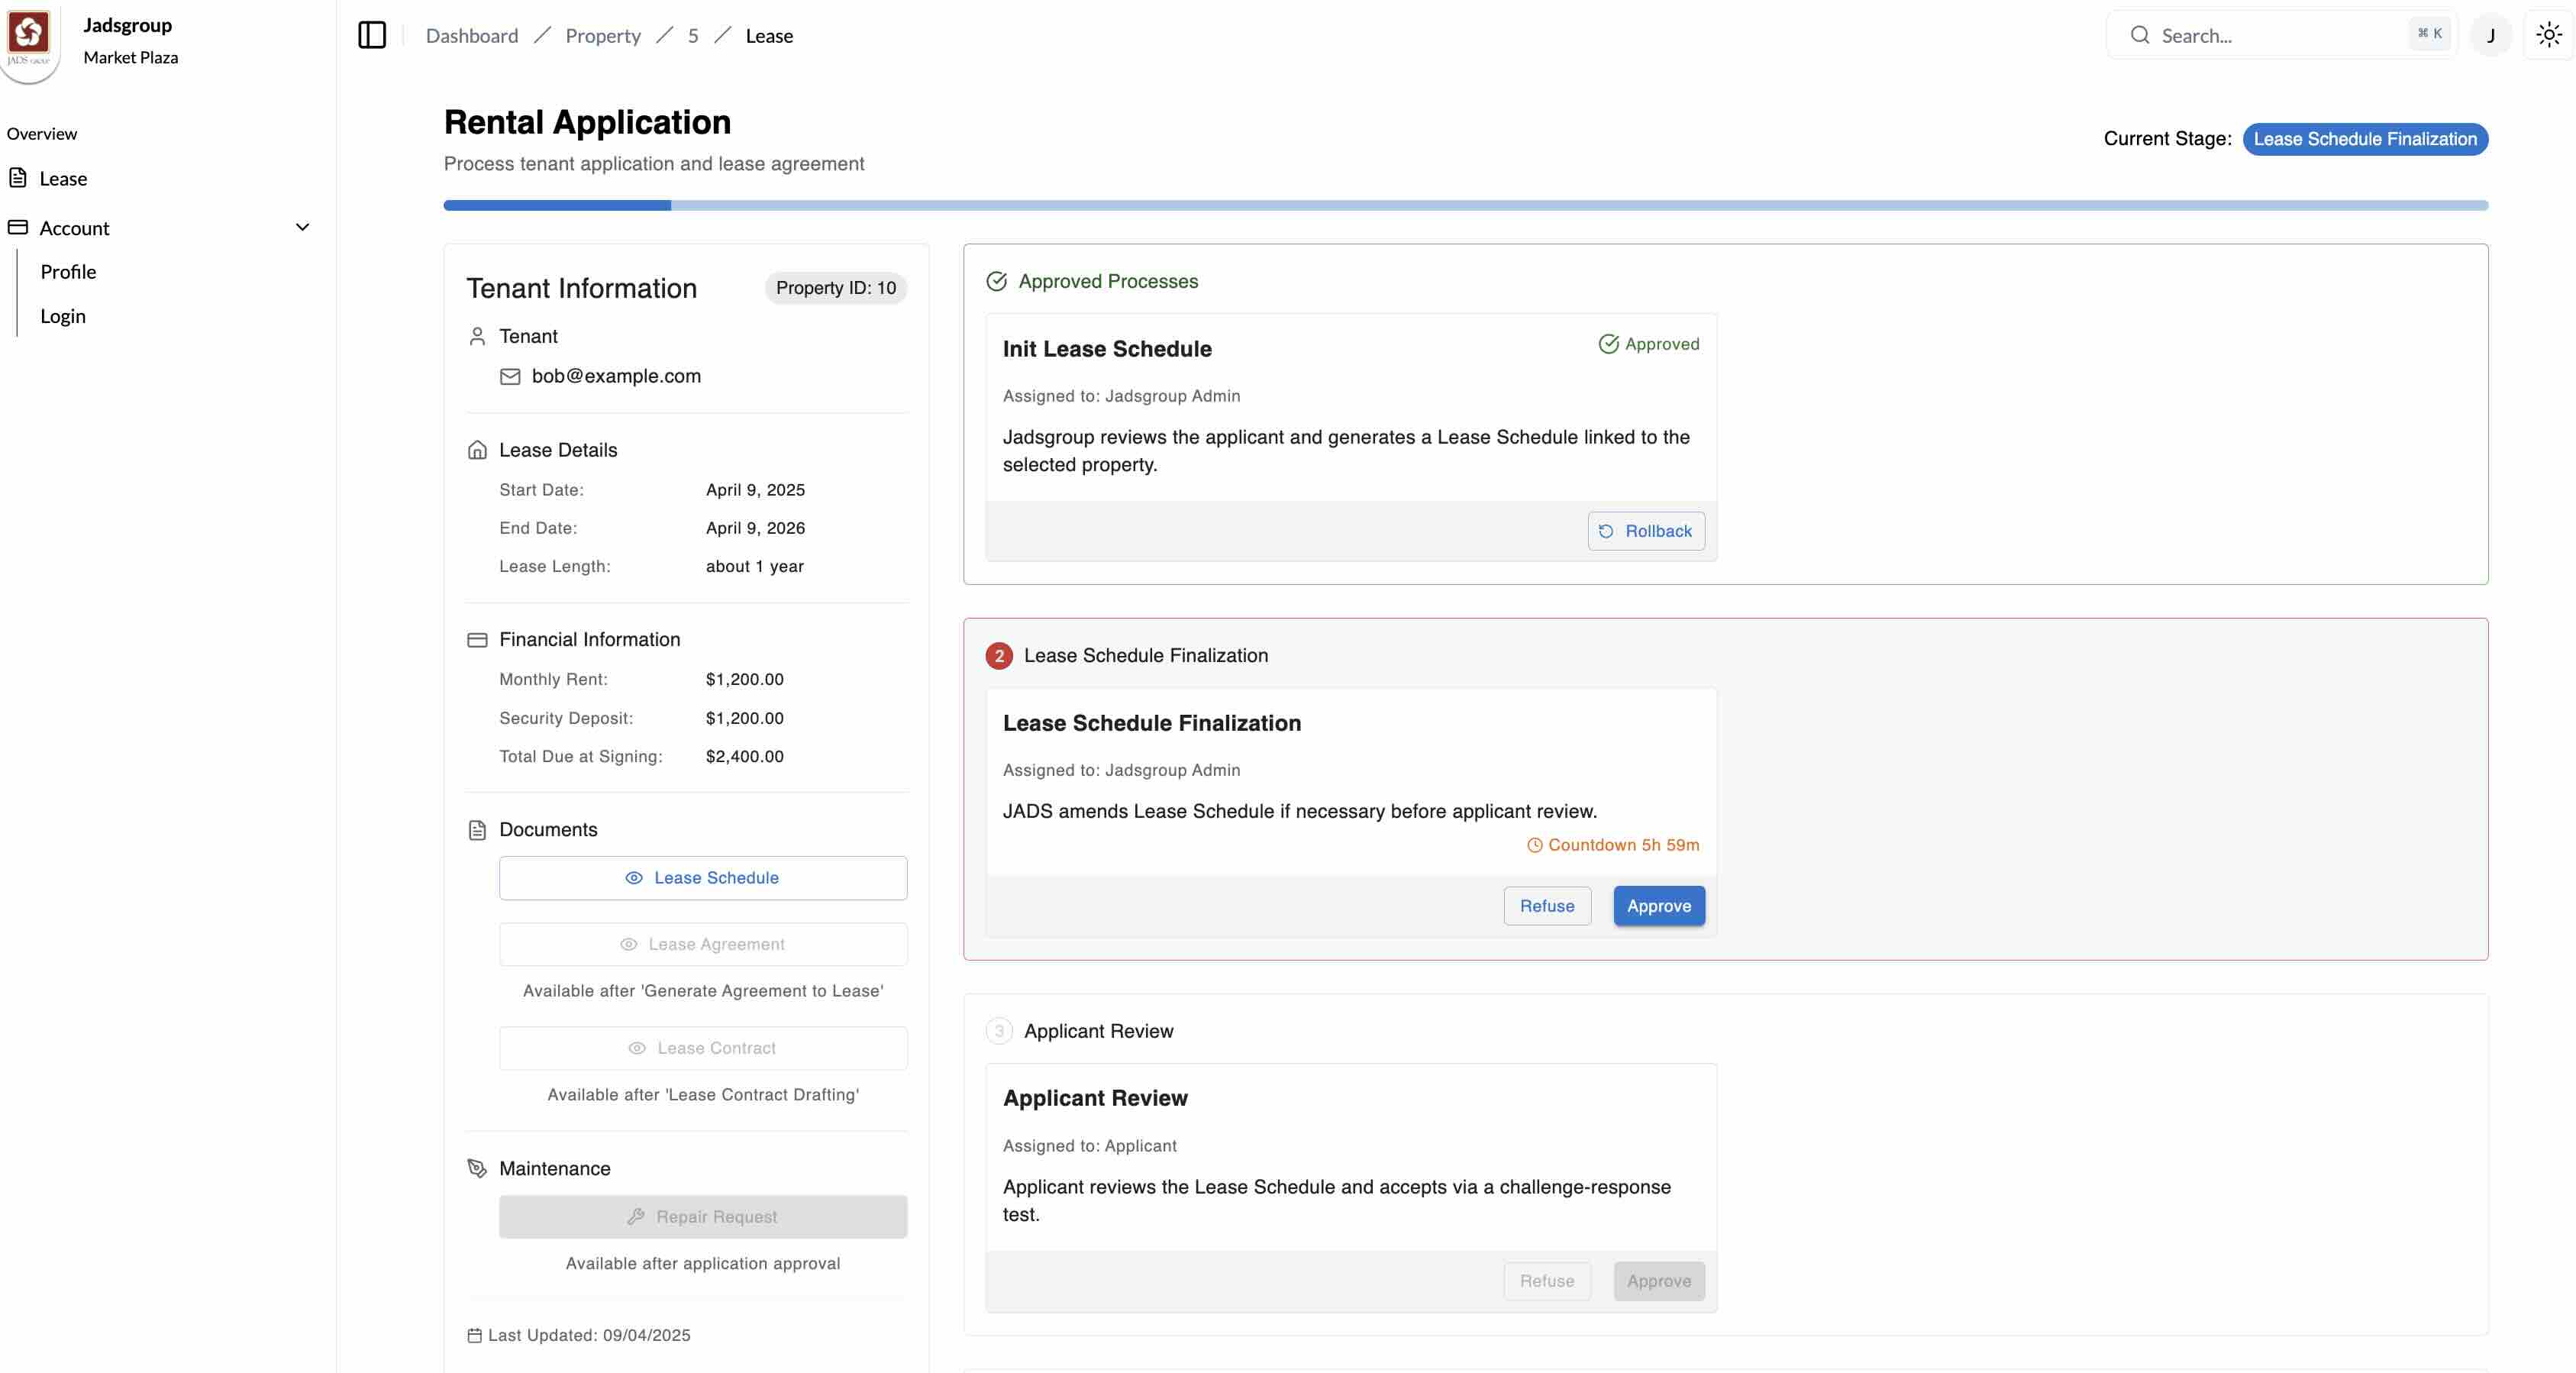 Jadsgroup
Market Plaza
JADS GROUP
Overview
Lease
Account
Profile
Login
Dashboard / Property / 5 / Lease
Search...
⌘ K
J
Rental Application
Process tenant application and lease agreement
Current Stage: Lease Schedule Finalization
Tenant Information
Property ID: 10
Tenant
bob@example.com
Lease Details
Start Date: April 9, 2025
End Date: April 9, 2026
Lease Length: about 1 year
Financial Information
Monthly Rent: $1,200.00
Security Deposit: $1,200.00
Total Due at Signing: $2,400.00
Documents
Lease Schedule
Lease Agreement
Available after 'Generate Agreement to Lease'
Lease Contract
Available after 'Lease Contract Drafting'
Maintenance
Repair Request
Available after application approval
Last Updated: 09/04/2025
Approved Processes
Init Lease Schedule
Approved
Assigned to: Jadsgroup Admin
Jadsgroup reviews the applicant and generates a Lease Schedule linked to the
selected property.
Rollback
2 Lease Schedule Finalization
Lease Schedule Finalization
Assigned to: Jadsgroup Admin
JADS amends Lease Schedule if necessary before applicant review.
Countdown 5h 59m
Refuse Approve
3 Applicant Review
Applicant Review
Assigned to: Applicant
Applicant reviews the Lease Schedule and accepts via a challenge-response
test.
Refuse Approve